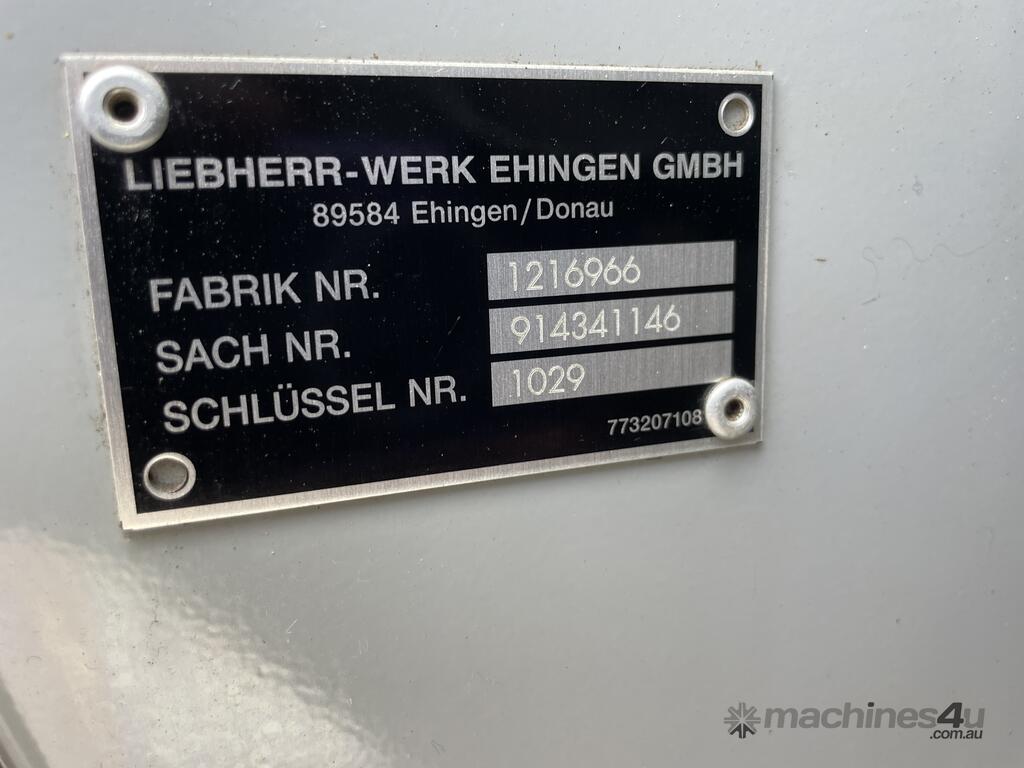 LIEBHERR-WERK EHINGEN GMBH
89584 Ehingen/Donau
FABRIK NR. 1216966
SACH NR. 914341146
SCHLÜSSEL NR. 1029
773207108
machines4u
.com.au